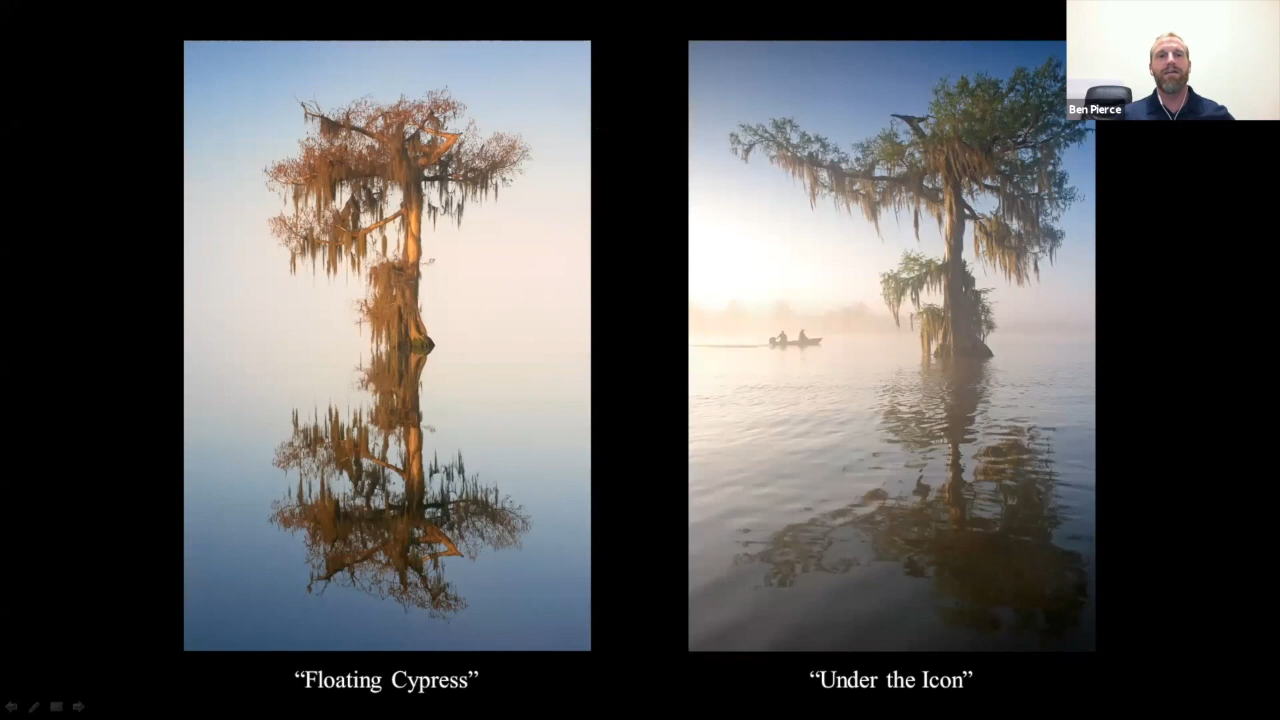 Ben Pierce
“Floating Cypress”
“Under the Icon”